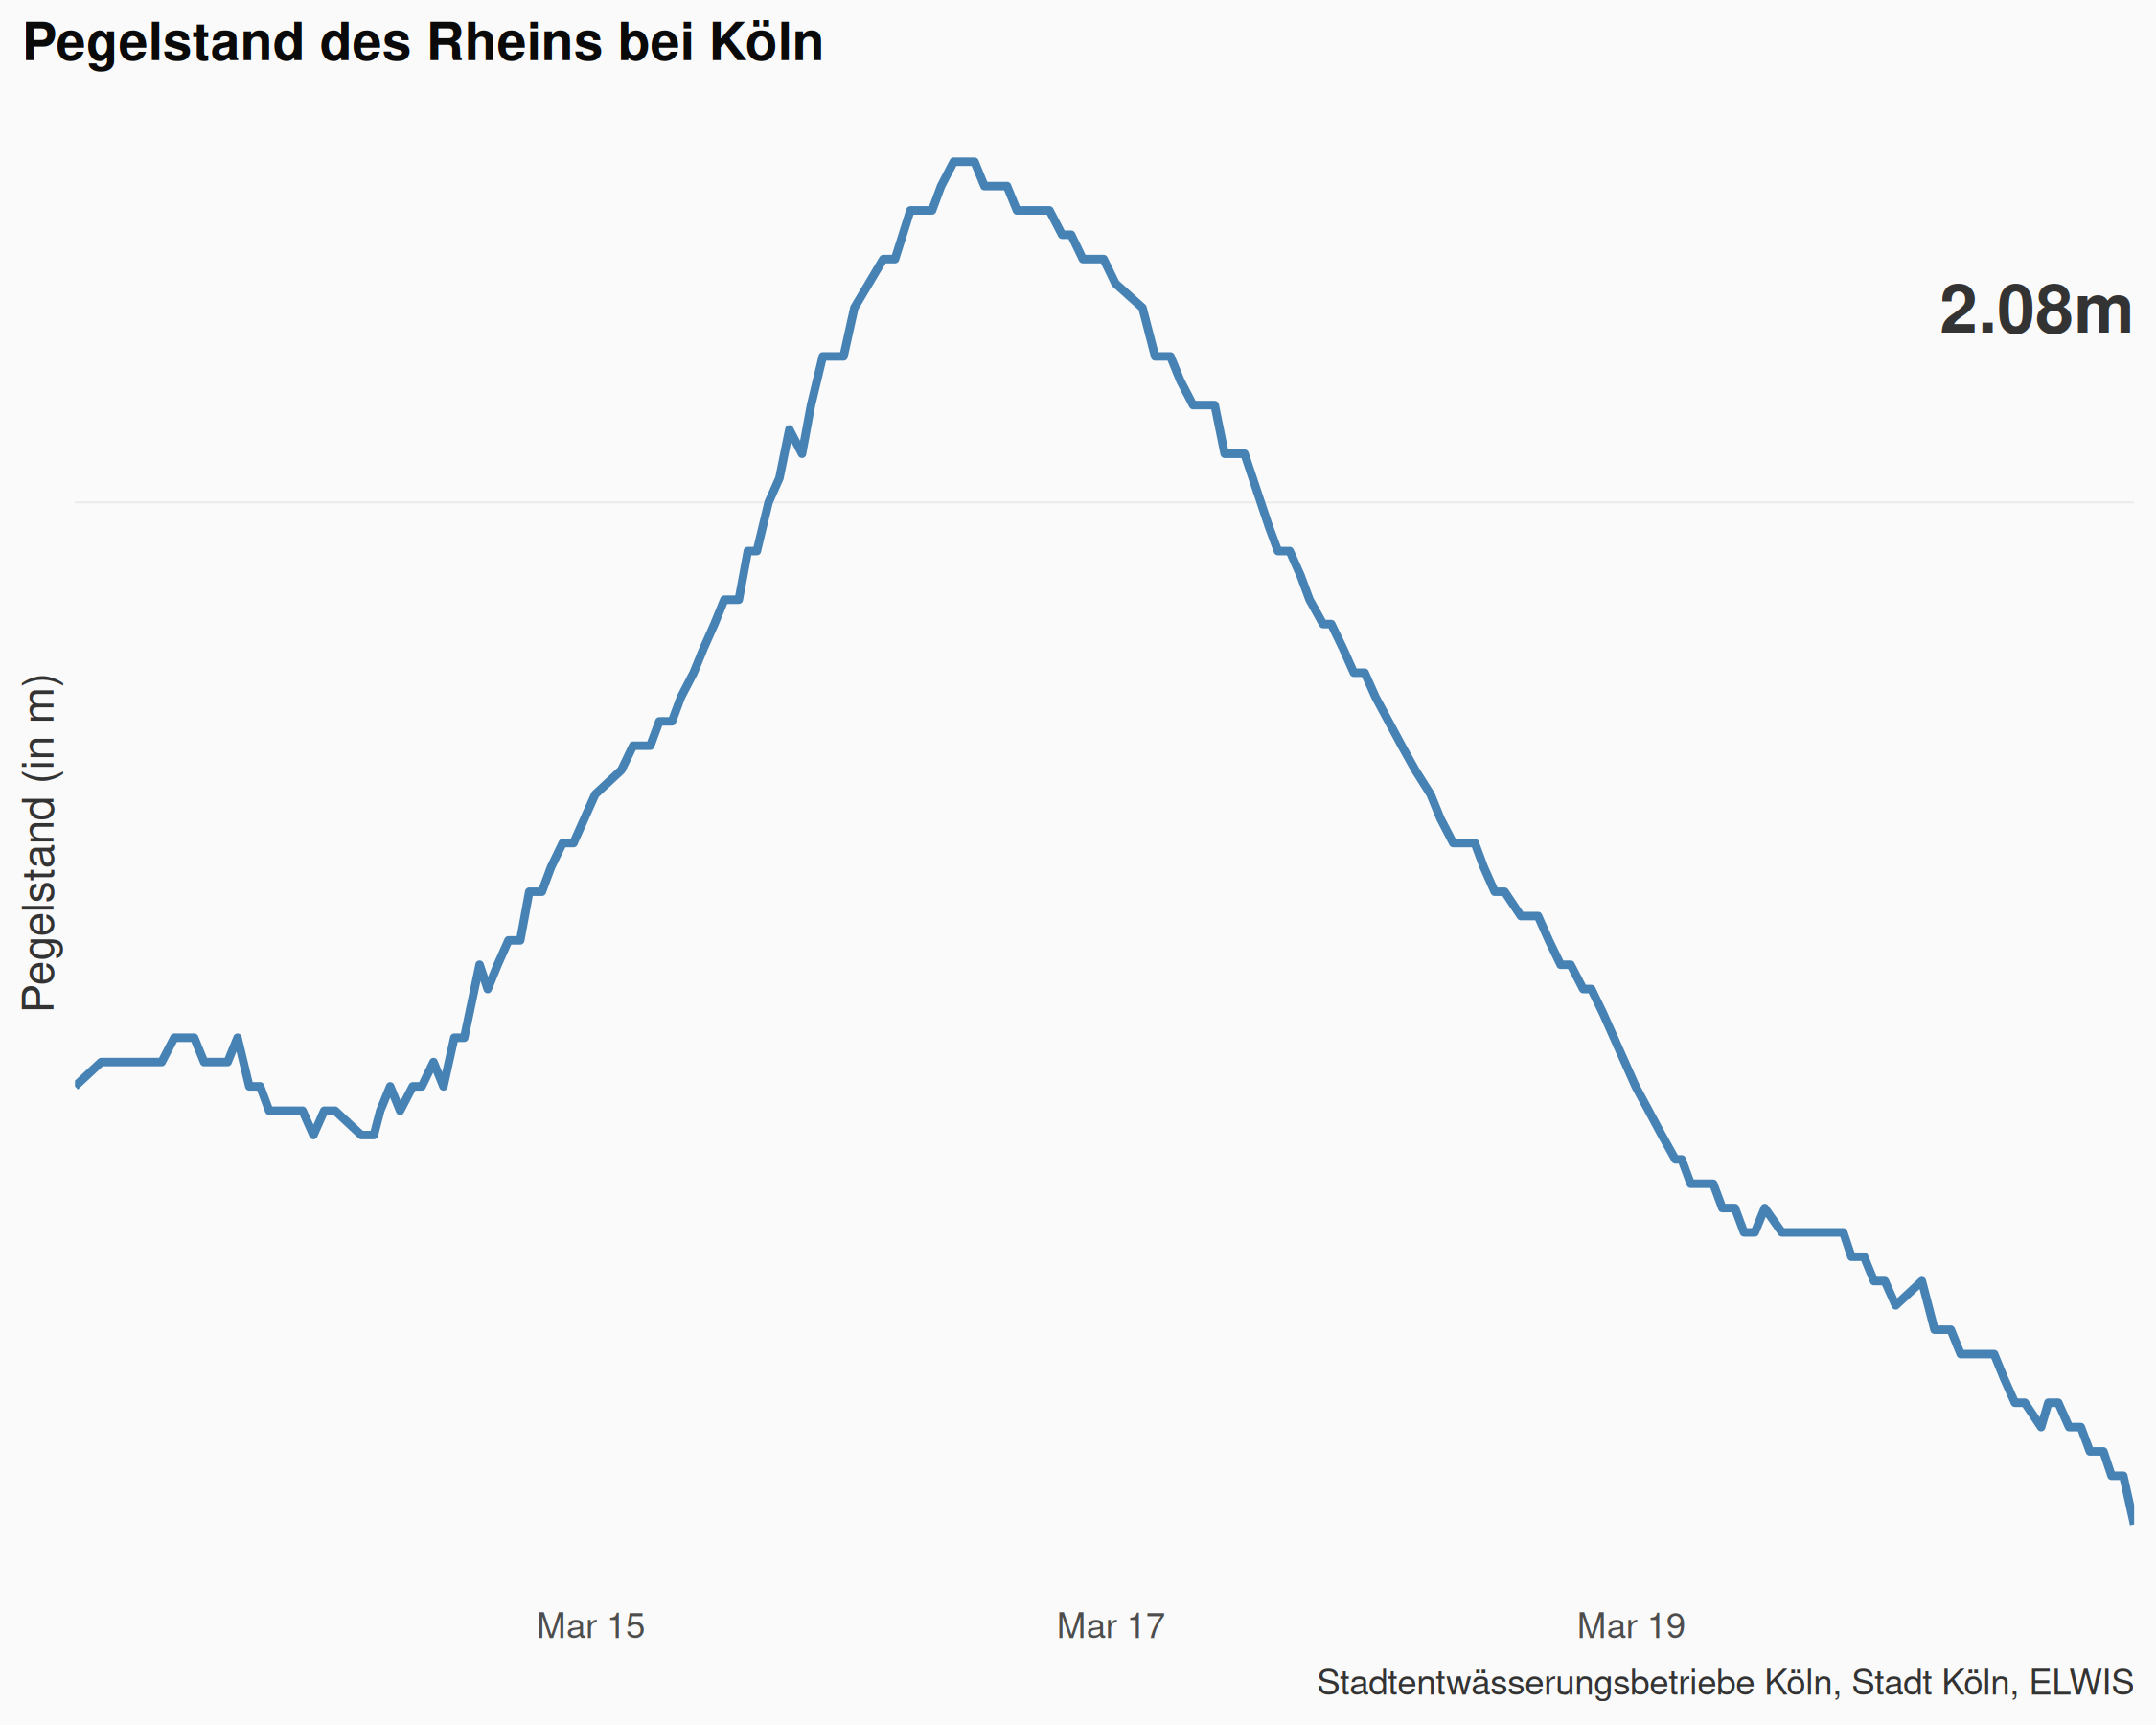 Pegelstand des Rheins bei Köln
2.08m
Pegelstand (in m)
Mar 15
Mar 17
Mar 19
Stadtentwässerungsbetriebe Köln, Stadt Köln, ELWIS